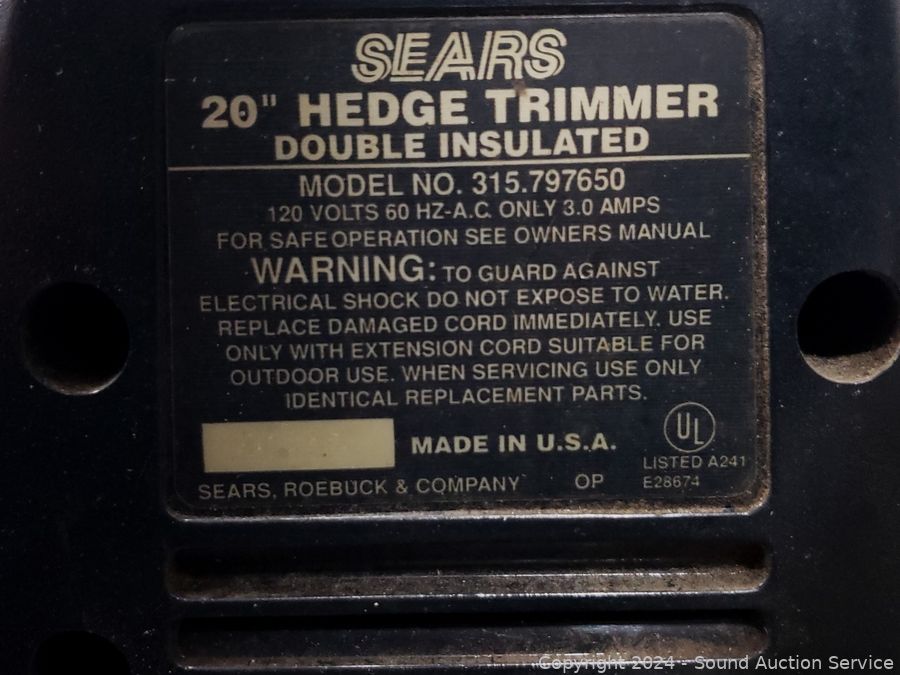 SEARS
20" HEDGE TRIMMER
DOUBLE INSULATED
MODEL NO. 315.797650
120 VOLTS 60 HZ-A.C. ONLY 3.0 AMPS
FOR SAFE OPERATION SEE OWNERS MANUAL
WARNING: TO GUARD AGAINST
ELECTRICAL SHOCK DO NOT EXPOSE TO WATER.
REPLACE DAMAGED CORD IMMEDIATELY. USE
ONLY WITH EXTENSION CORD SUITABLE FOR
OUTDOOR USE. WHEN SERVICING USE ONLY
IDENTICAL REPLACEMENT PARTS.
MADE IN U.S.A.
UL
LISTED A241
SEARS, ROEBUCK & COMPANY OP E28674
Copyright 2024 - Sound Auction Service